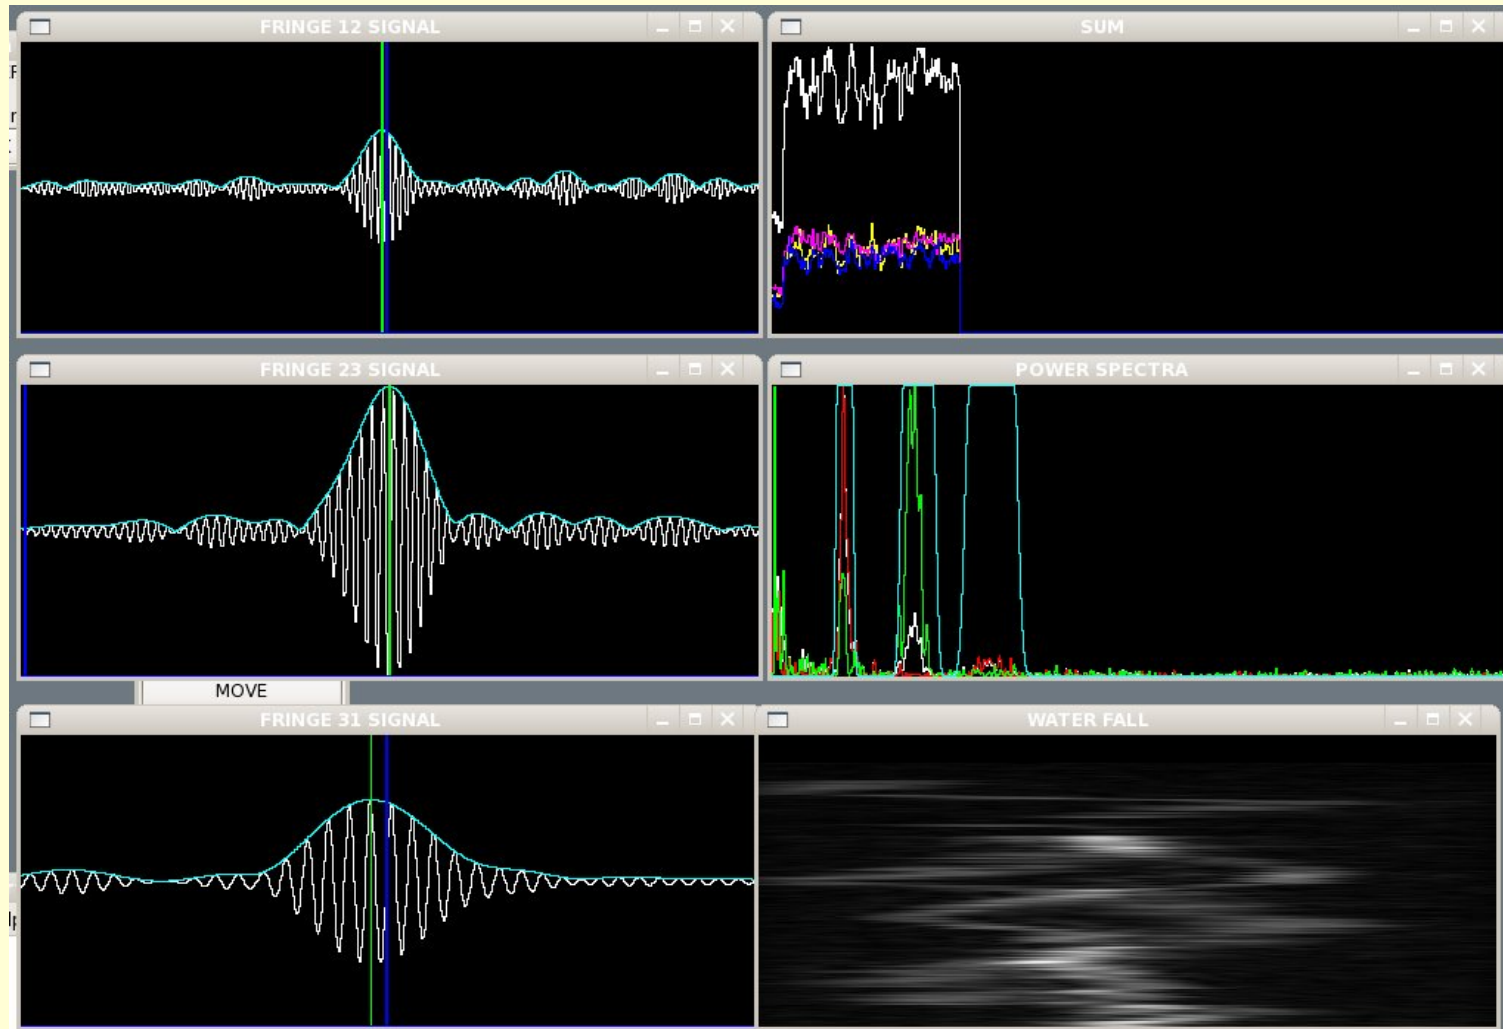 FRINGE 12 SIGNAL
SUM
FRINGE 23 SIGNAL
POWER SPECTRA
MOVE
FRINGE 31 SIGNAL
WATER FALL